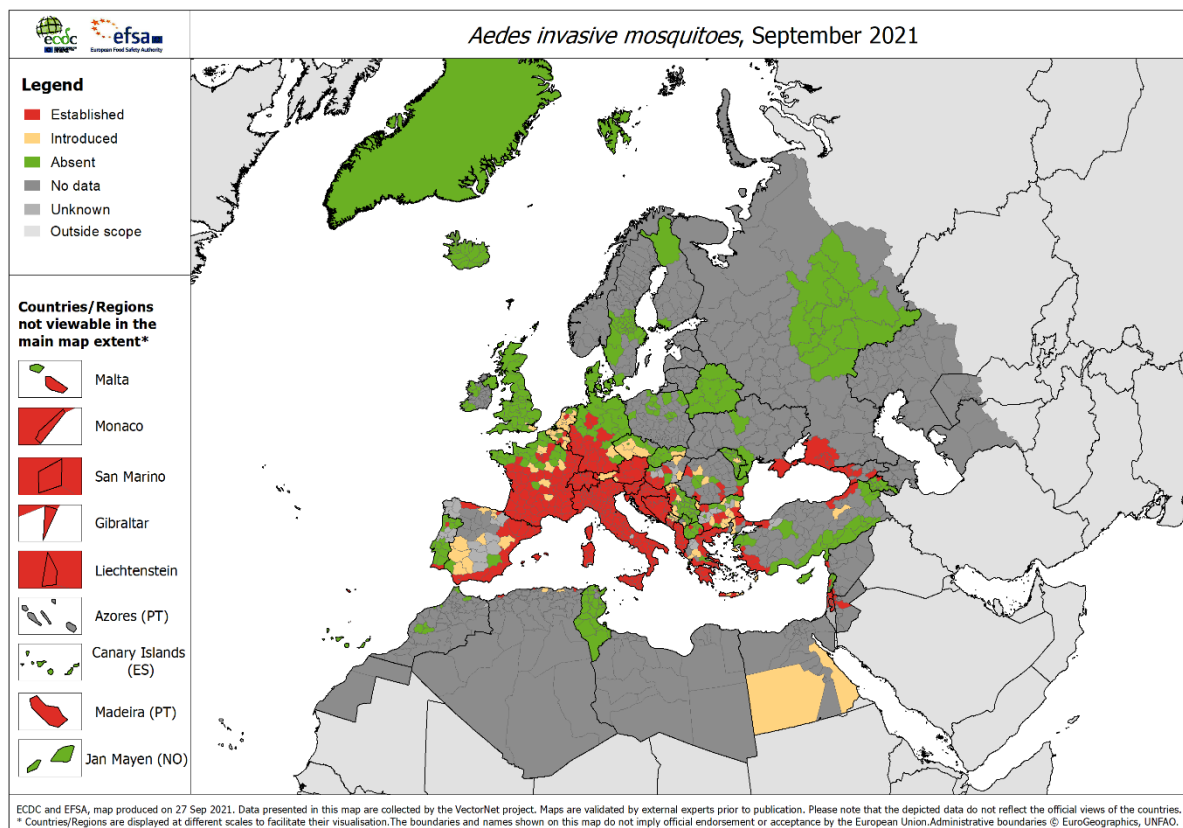 ecdc
efsa
European Food Safety Authority
Aedes invasive mosquitoes, September 2021
Legend
Established
Introduced
Absent
No data
Unknown
Outside scope
Countries/Regions
not viewable in the
main map extent*
Malta
Monaco
San Marino
Gibraltar
Liechtenstein
Azores (PT)
Canary Islands
(ES)
Madeira (PT)
Jan Mayen (NO)
ECDC and EFSA, map produced on 27 Sep 2021. Data presented in this map are collected by the VectorNet project. Maps are validated by external experts prior to publication. Please note that the depicted data do not reflect the official views of the countries.
* Countries/Regions are displayed at different scales to facilitate their visualisation.The boundaries and names shown on this map do not imply official endorsement or acceptance by the European Union.Administrative boundaries © EuroGeographics, UNFAO.